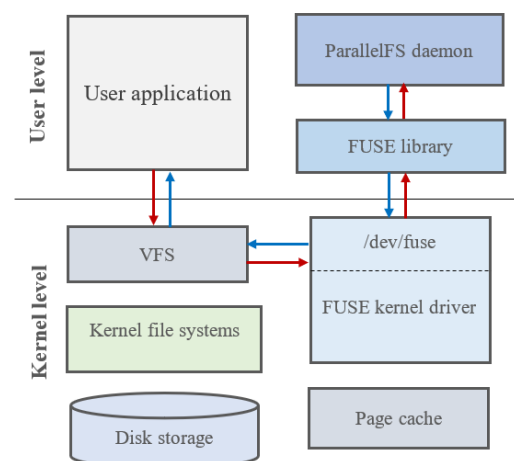 User level
User application
ParallelFS daemon
FUSE library
Kernel level
VFS
/dev/fuse
FUSE kernel driver
Kernel file systems
Disk storage
Page cache